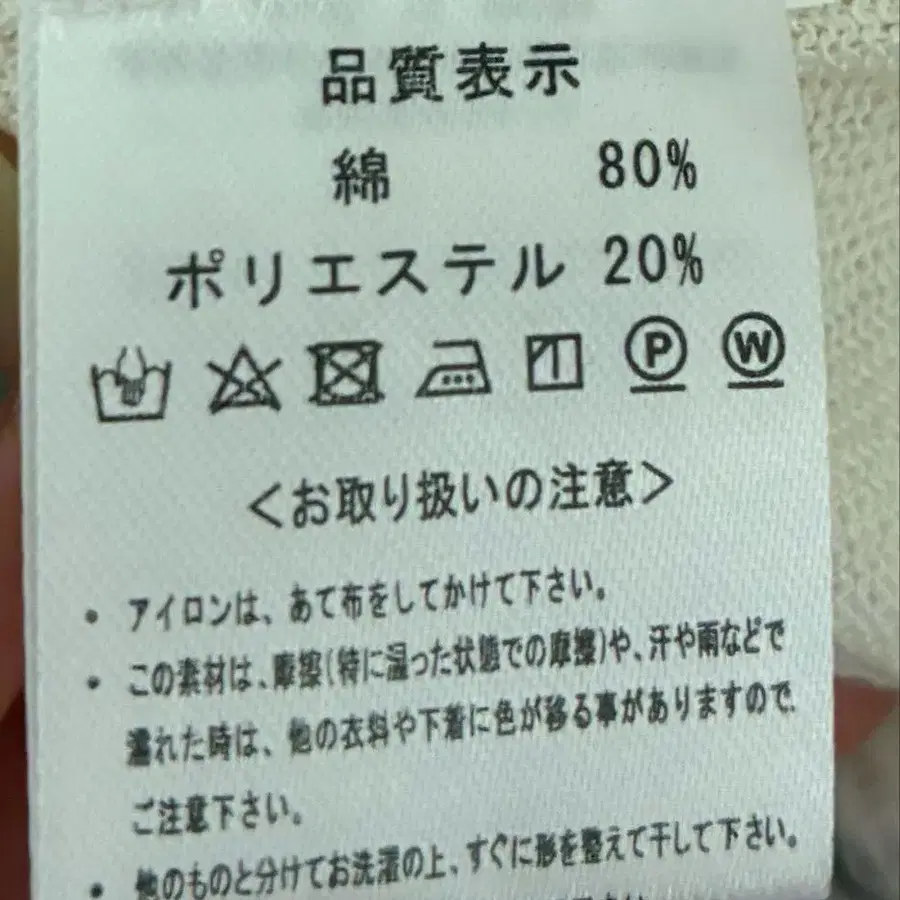 品質表示
綿 80%
ポリエステル 20%
P W
<お取り扱いの注意>
・ アイロンは、あて布をしてかけて下さい。
・ この素材は、摩擦(特に湿った状態での摩擦)や、汗や雨などで
濡れた時は、他の衣料や下着に色が移る事がありますので、
ご注意下さい。
・ 他のものと分けてお洗濯の上、すぐに形を整えて干して下さい。